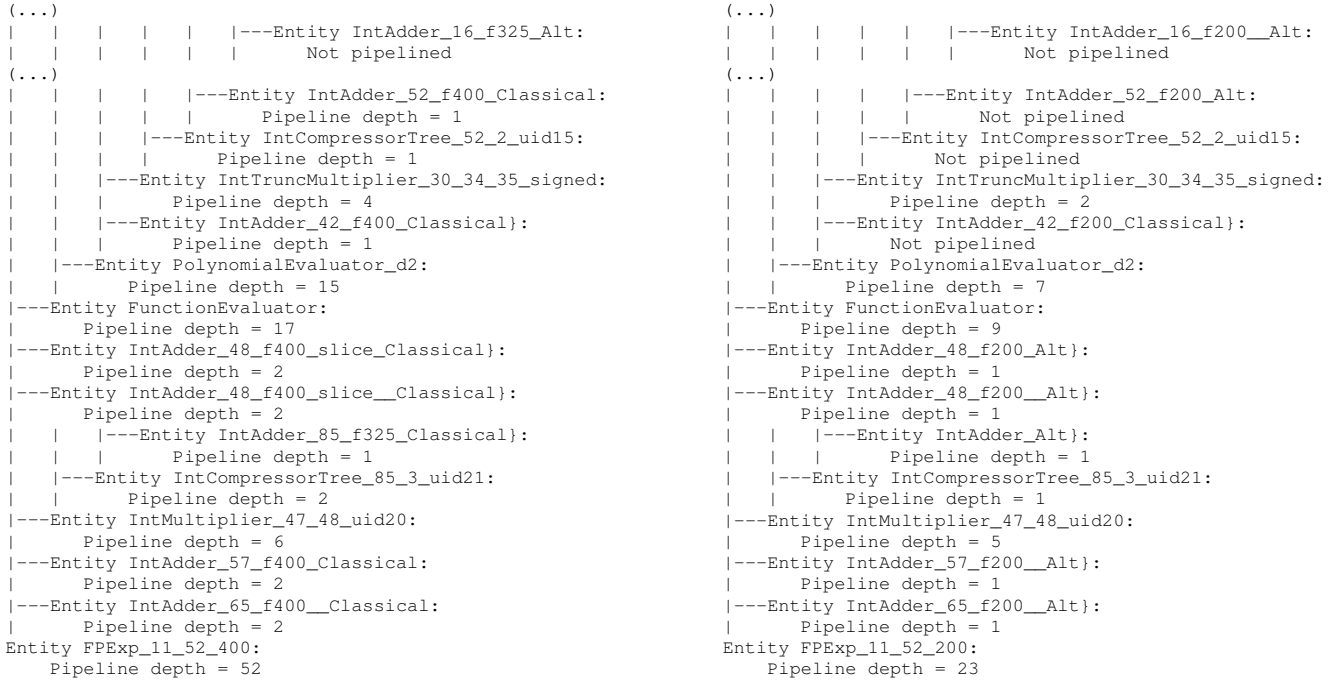 (...)
|   |   |   |   |   |---Entity IntAdder_16_f325_Alt:
|   |   |   |   |   |      Not pipelined
(...)
|   |   |   |   |---Entity IntAdder_52_f400_Classical:
|   |   |   |   |      Pipeline depth = 1
|   |   |   |---Entity IntCompressorTree_52_2_uid15:
|   |   |   |      Pipeline depth = 1
|   |   |---Entity IntTruncMultiplier_30_34_35_signed:
|   |   |      Pipeline depth = 4
|   |   |---Entity IntAdder_42_f400_Classical}:
|   |   |      Pipeline depth = 1
|   |---Entity PolynomialEvaluator_d2:
|   |      Pipeline depth = 15
|---Entity FunctionEvaluator:
|      Pipeline depth = 17
|---Entity IntAdder_48_f400_slice_Classical}:
|      Pipeline depth = 2
|---Entity IntAdder_48_f400_slice__Classical}:
|      Pipeline depth = 2
|   |   |---Entity IntAdder_85_f325_Classical}:
|   |   |      Pipeline depth = 1
|   |---Entity IntCompressorTree_85_3_uid21:
|   |      Pipeline depth = 2
|---Entity IntMultiplier_47_48_uid20:
|      Pipeline depth = 6
|---Entity IntAdder_57_f400_Classical:
|      Pipeline depth = 2
|---Entity IntAdder_65_f400__Classical:
|      Pipeline depth = 2
Entity FPExp_11_52_400:
    Pipeline depth = 52
(...)
|   |   |   |   |   |---Entity IntAdder_16_f200__Alt:
|   |   |   |   |   |      Not pipelined
(...)
|   |   |   |   |---Entity IntAdder_52_f200_Alt:
|   |   |   |   |      Not pipelined
|   |   |   |---Entity IntCompressorTree_52_2_uid15:
|   |   |   |      Not pipelined
|   |   |---Entity IntTruncMultiplier_30_34_35_signed:
|   |   |      Pipeline depth = 2
|   |   |---Entity IntAdder_42_f200_Classical}:
|   |   |      Not pipelined
|   |---Entity PolynomialEvaluator_d2:
|   |      Pipeline depth = 7
|---Entity FunctionEvaluator:
|      Pipeline depth = 9
|---Entity IntAdder_48_f200_Alt}:
|      Pipeline depth = 1
|---Entity IntAdder_48_f200__Alt}:
|      Pipeline depth = 1
|   |   |---Entity IntAdder_Alt}:
|   |   |      Pipeline depth = 1
|   |---Entity IntCompressorTree_85_3_uid21:
|   |      Pipeline depth = 1
|---Entity IntMultiplier_47_48_uid20:
|      Pipeline depth = 5
|---Entity IntAdder_57_f200__Alt}:
|      Pipeline depth = 1
|---Entity IntAdder_65_f200__Alt}:
|      Pipeline depth = 1
Entity FPExp_11_52_200:
    Pipeline depth = 23